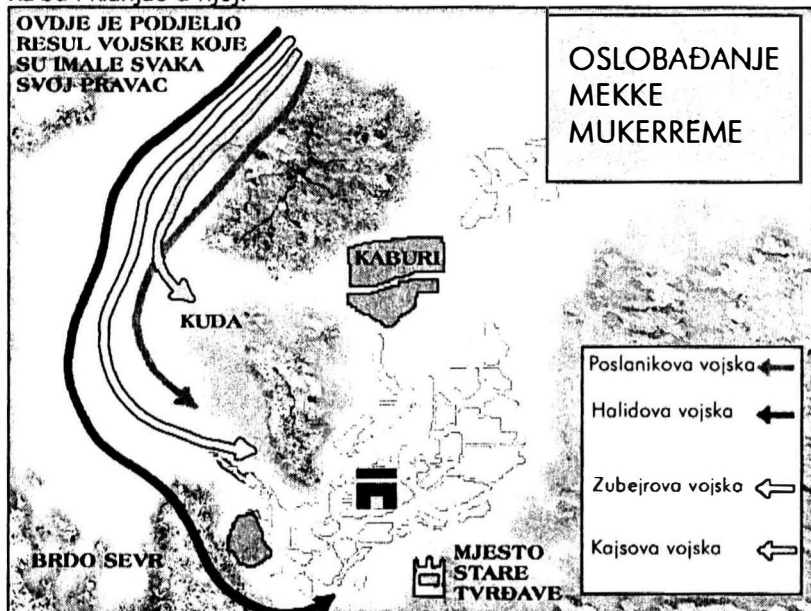 OVDJE JE PODJELIO
RESUL VOJSKE KOJE
SU IMALE SVAKA
SVOJ PRAVAC
OSLOBAĐANJE
MEKKE
MUKERREME
KABURI
KUDA
Poslanikova vojska
Halidova vojska
Zubejrova vojska
Kajsova vojska
BRDO SEVR
MJESTO
STARE
TVRĐAVE